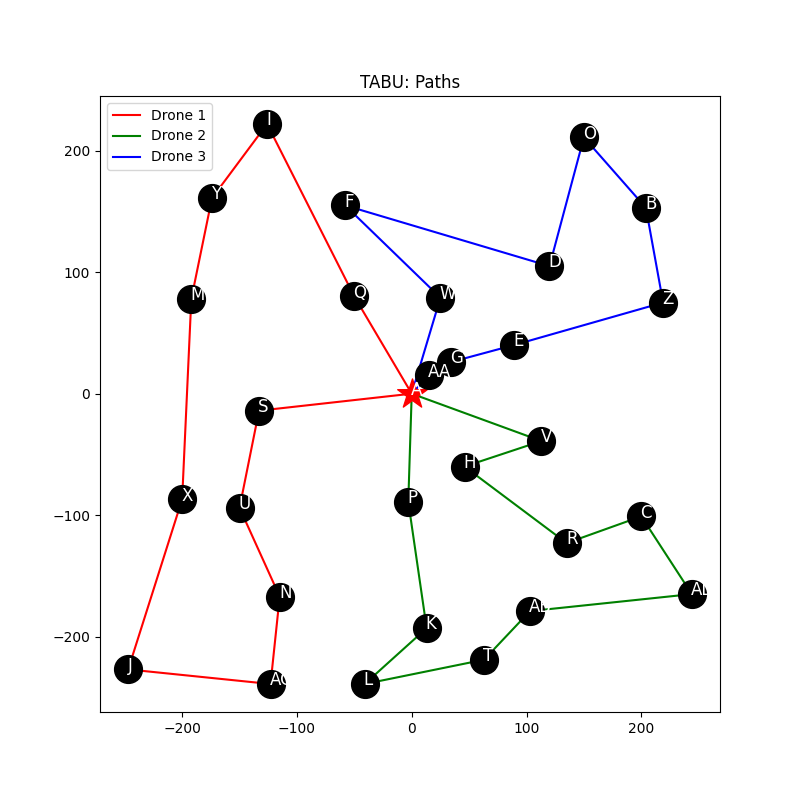 TABU: Paths
Drone 1
Drone 2
Drone 3
I
O
Y
F
B
D
M
W
Z
Q
E
G
AA
A
S
V
H
X
P
U
C
R
N
K
T
J
L
200
100
0
−100
−200
−200
−100
0
100
200